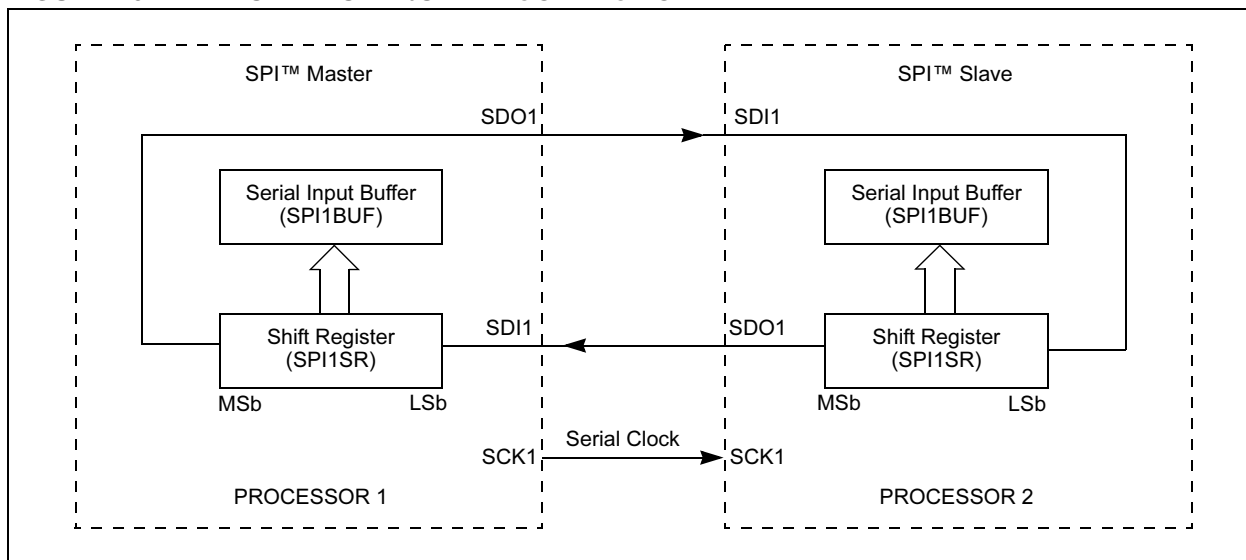 SPI™ Master
SPI™ Slave
SDO1
SDI1
Serial Input Buffer
(SPI1BUF)
Serial Input Buffer
(SPI1BUF)
SDI1
SDO1
Shift Register
(SPI1SR)
Shift Register
(SPI1SR)
MSb
LSb
MSb
LSb
Serial Clock
SCK1
SCK1
PROCESSOR 1
PROCESSOR 2